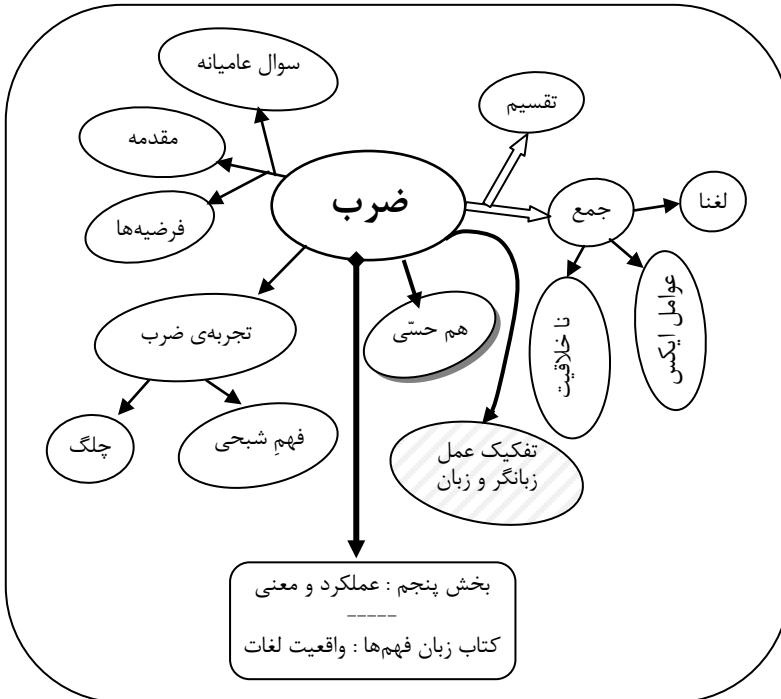 سوال عامیانه
تقسیم
مقدمه
ضرب
لغنا
جمع
فرضیه‌ها
عوامل ایکس
نا خلاقیت
هم حسّی
تجربه‌ی ضرب
چلگ
فهمِ شبحی
تفکیک عمل
زبانگر و زبان
بخش پنجم : عملکرد و معنی
-----
کتاب زبان فهم‌ها : واقعیت لغات